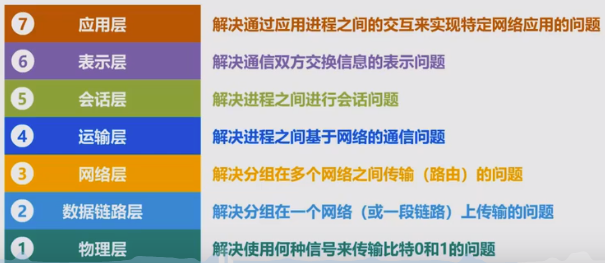 7 应用层 解决通过应用进程之间的交互来实现特定网络应用的问题
6 表示层 解决通信双方交换信息的表示问题
5 会话层 解决进程之间进行会话问题
4 运输层 解决进程之间基于网络的通信问题
3 网络层 解决分组在多个网络之间传输（路由）的问题
2 数据链路层 解决分组在一个网络（或一段链路）上传输的问题
1 物理层 解决使用何种信号来传输比特0和1的问题